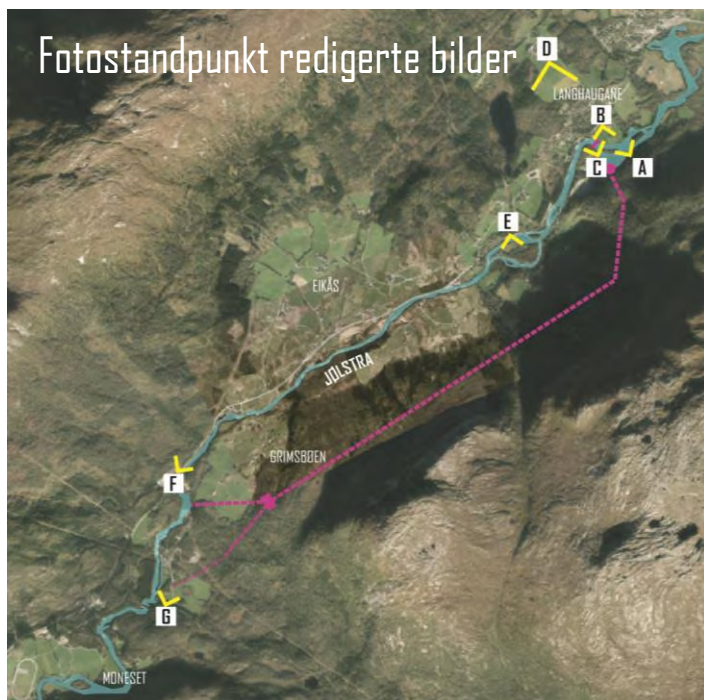 Fotostandpunkt redigerte bilder
D
LANGHAUGANE
B
C
A
E
EIKÅS
JØLSTRA
GRIMSBØEN
F
G
MONESET